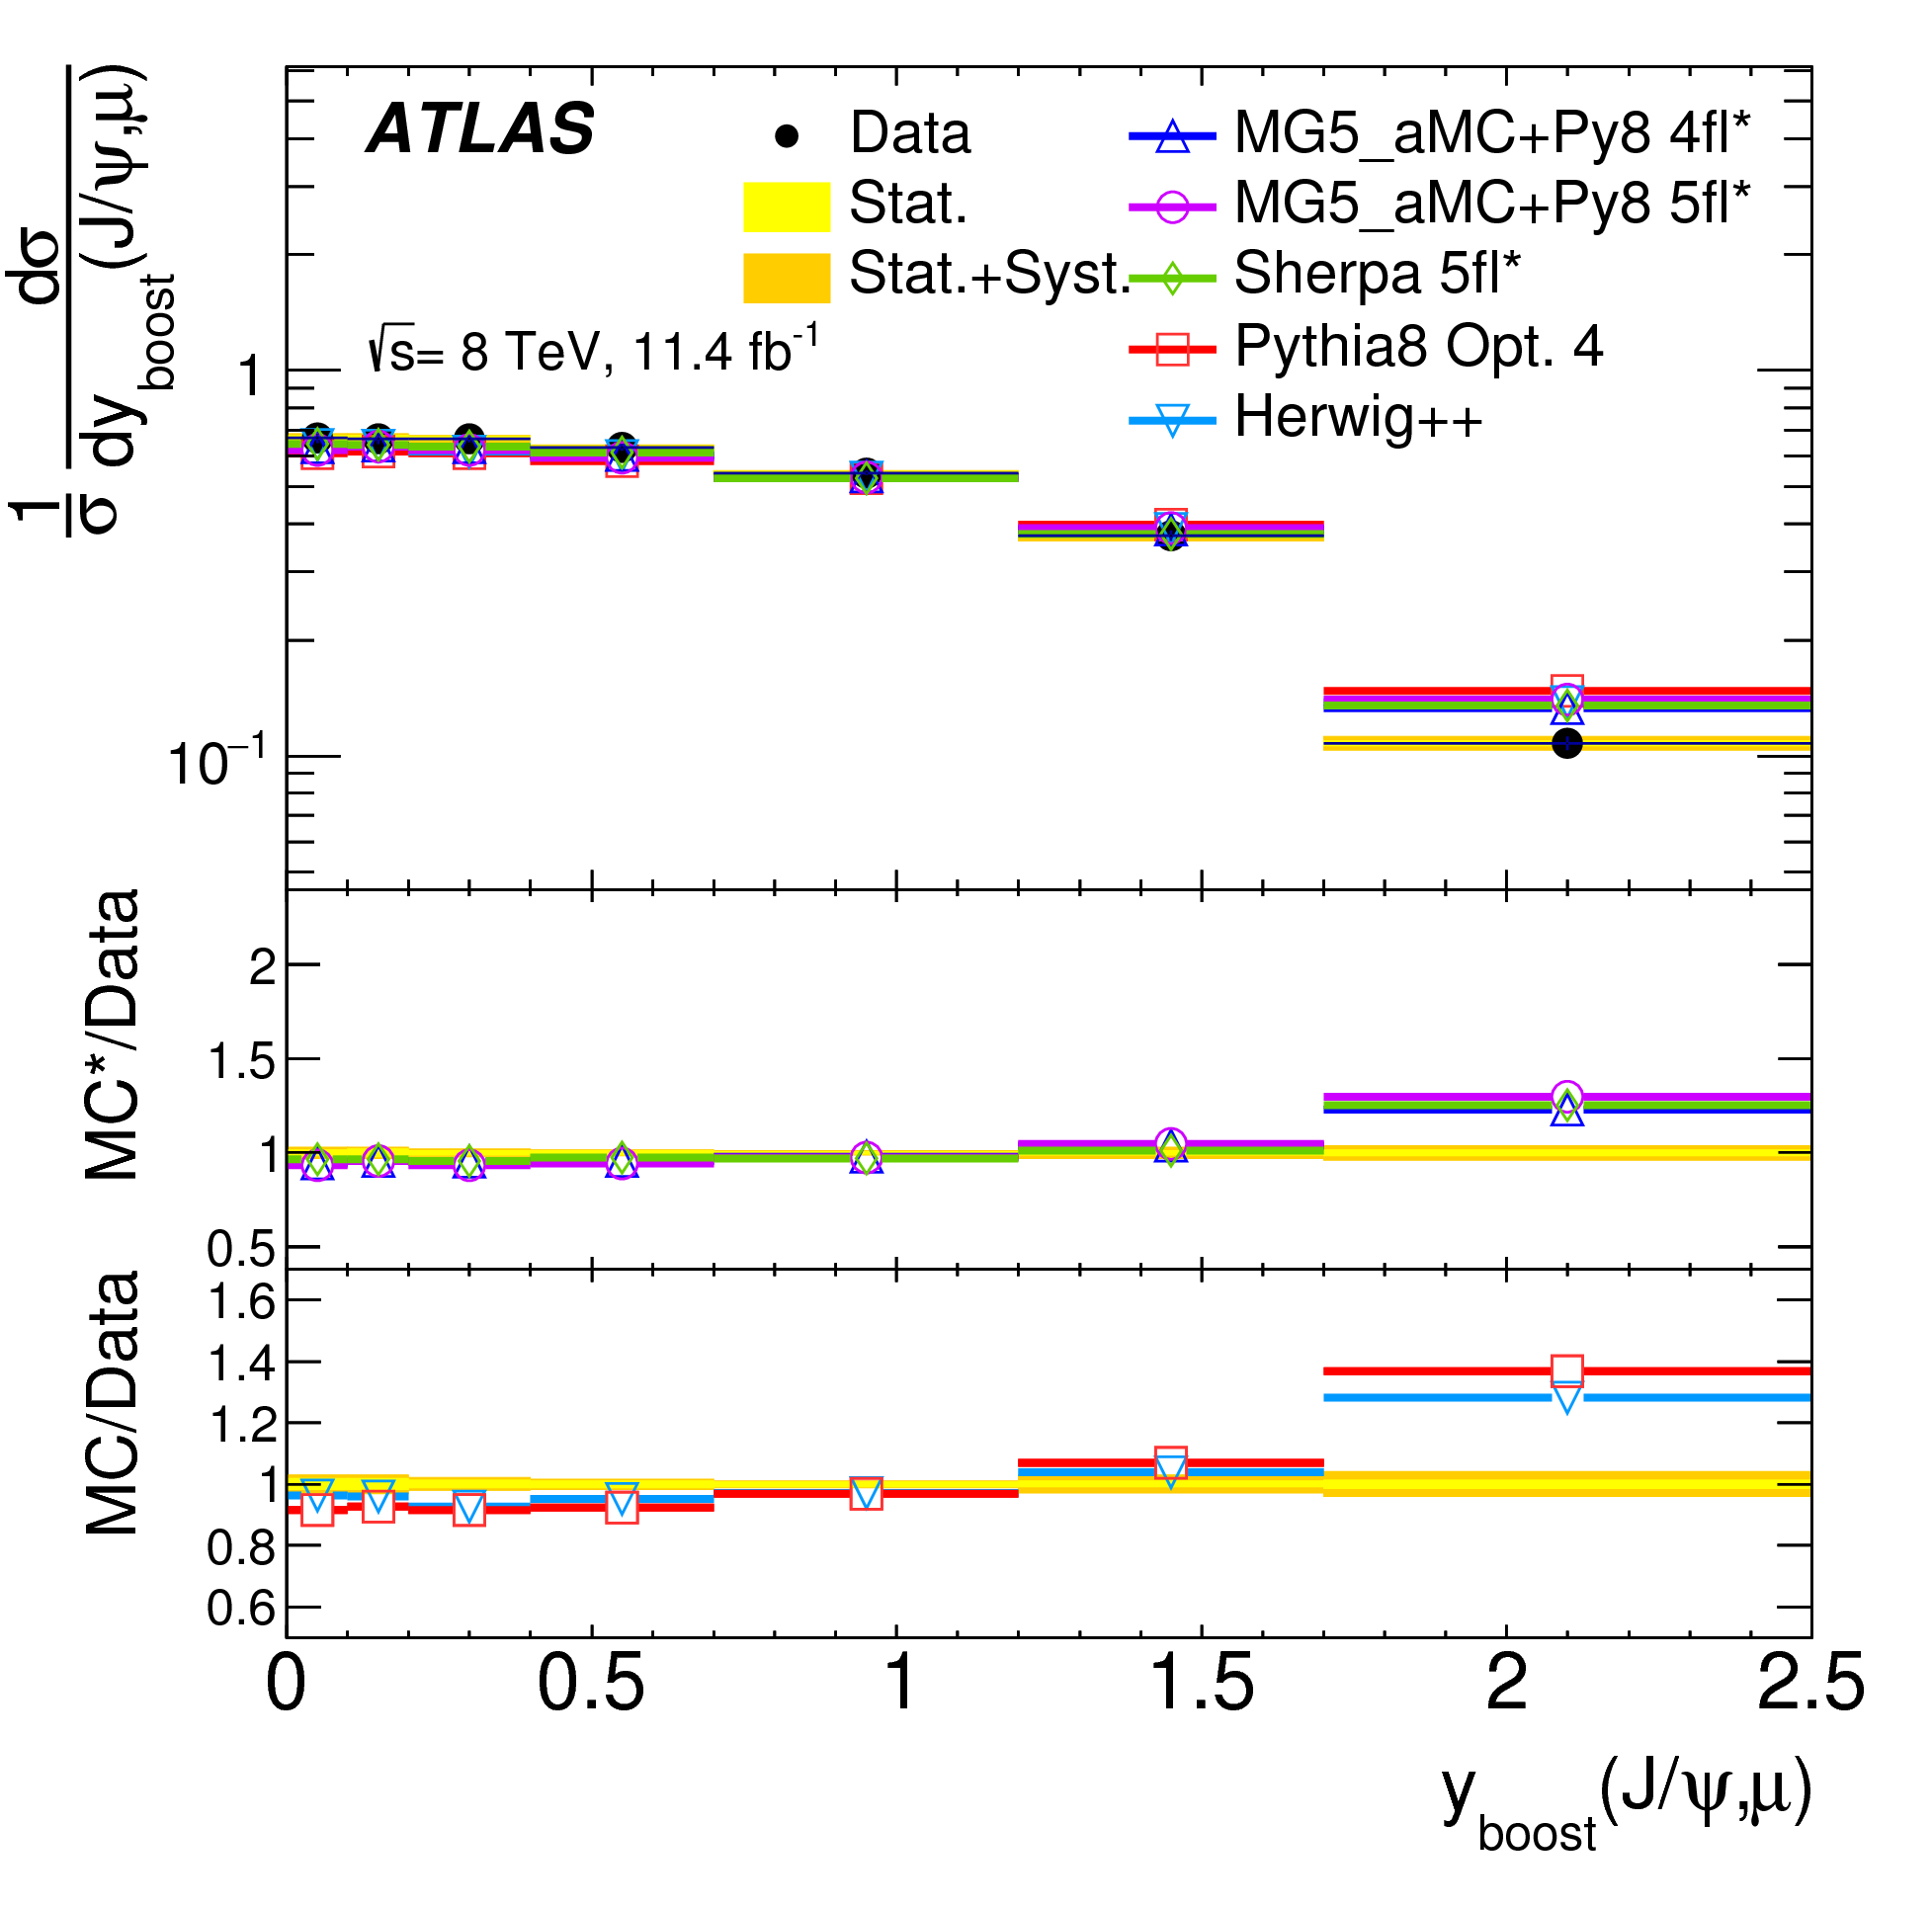 ATLAS
Data
Stat.
Stat.+Syst.
MG5_aMC+Py8 4fl*
MG5_aMC+Py8 5fl*
Sherpa 5fl*
Pythia8 Opt. 4
Herwig++
√s= 8 TeV, 11.4 fb-1
1/σ dσ/dy boost (J/ψ,μ)
1
10−1
MC*/Data
2
1.5
1
0.5
MC/Data
1.6
1.4
1.2
1
0.8
0.6
0 0.5 1 1.5 2 2.5
y boost (J/ψ,μ)